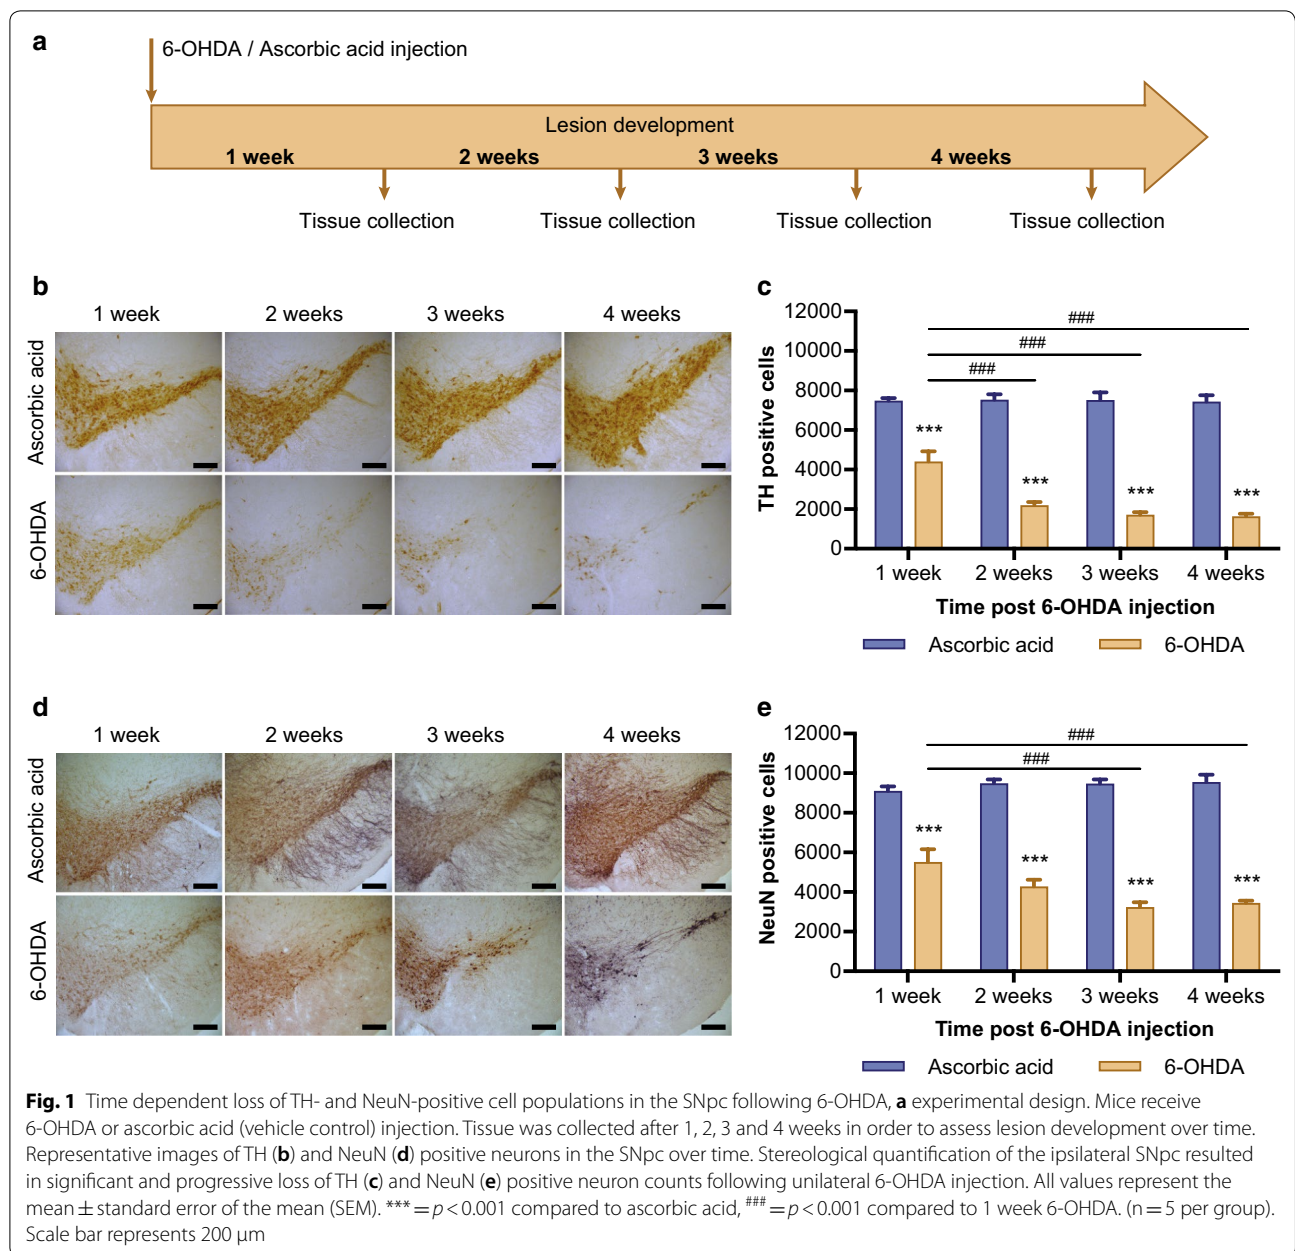 a
6-OHDA / Ascorbic acid injection
Lesion development
1 week 2 weeks 3 weeks 4 weeks
Tissue collection Tissue collection Tissue collection Tissue collection
b
1 week 2 weeks 3 weeks 4 weeks
Ascorbic acid
6-OHDA
c
12000
10000
8000
6000
4000
2000
0
TH positive cells
###
###
###
***
***
***
***
1 week 2 weeks 3 weeks 4 weeks
Time post 6-OHDA injection
Ascorbic acid 6-OHDA
d
1 week 2 weeks 3 weeks 4 weeks
Ascorbic acid
6-OHDA
e
12000
10000
8000
6000
4000
2000
0
NeuN positive cells
###
###
***
***
***
***
1 week 2 weeks 3 weeks 4 weeks
Time post 6-OHDA injection
Ascorbic acid 6-OHDA
Fig. 1 Time dependent loss of TH- and NeuN-positive cell populations in the SNpc following 6-OHDA, a experimental design. Mice receive
6-OHDA or ascorbic acid (vehicle control) injection. Tissue was collected after 1, 2, 3 and 4 weeks in order to assess lesion development over time.
Representative images of TH (b) and NeuN (d) positive neurons in the SNpc over time. Stereological quantification of the ipsilateral SNpc resulted
in significant and progressive loss of TH (c) and NeuN (e) positive neuron counts following unilateral 6-OHDA injection. All values represent the
mean ± standard error of the mean (SEM). *** = p < 0.001 compared to ascorbic acid, ### = p < 0.001 compared to 1 week 6-OHDA. (n = 5 per group).
Scale bar represents 200 µm